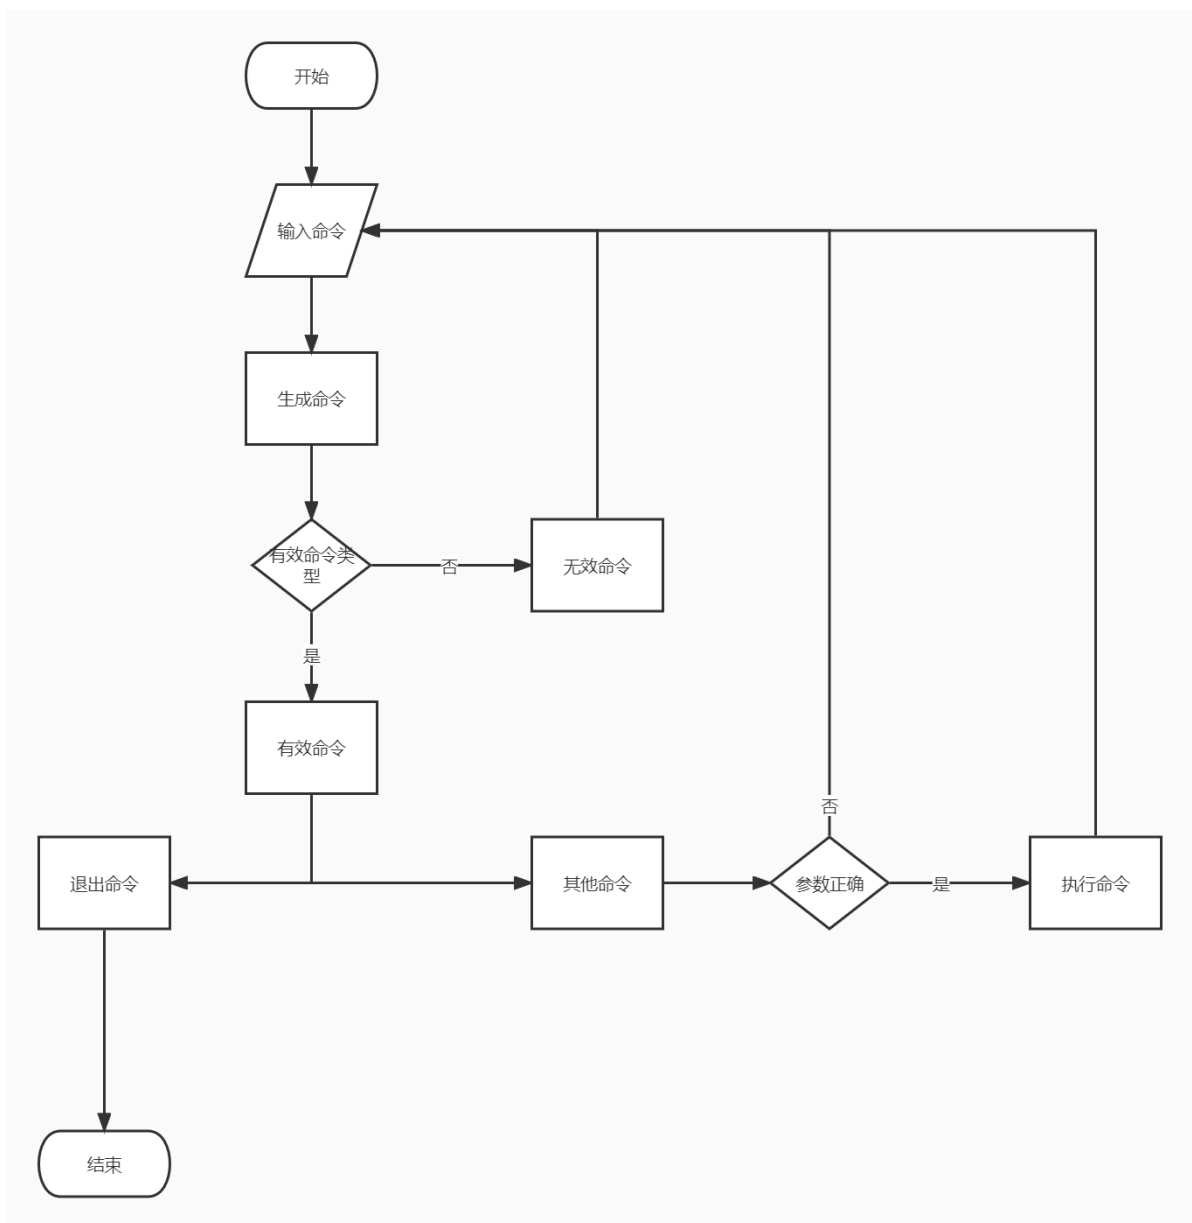 开始
输入命令
生成命令
有效命令类
型
否
无效命令
是
有效命令
否
退出命令
其他命令
参数正确
是
执行命令
结束